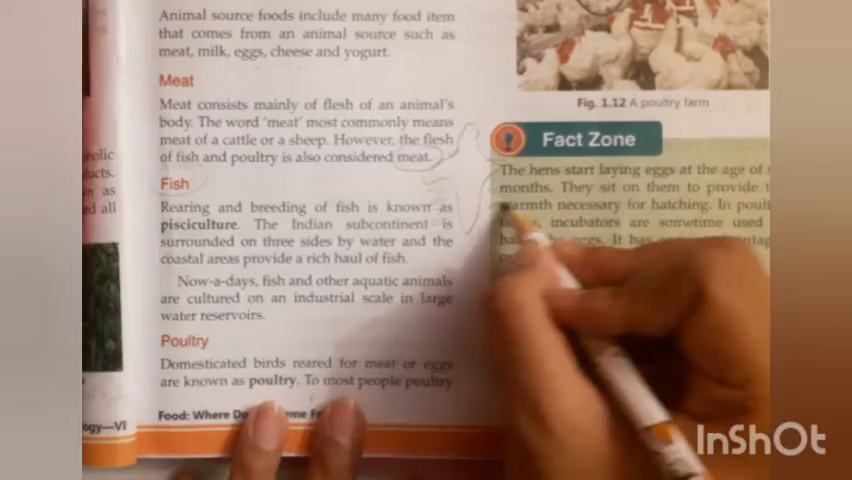 Animal source foods include many food item
that comes from an animal source such as
meat, milk, eggs, cheese and yogurt.
Meat
Meat consists mainly of flesh of an animal's
body. The word 'meat' most commonly means
meat of a cattle or a sheep. However, the flesh
of fish and poultry is also considered meat.
Fish
Rearing and breeding of fish is known as
pisciculture. The Indian subcontinent is
surrounded on three sides by water and the
coastal areas provide a rich haul of fish.
Now-a-days, fish and other aquatic animals
are cultured on an industrial scale in large
water reservoirs.
Poultry
Domesticated birds reared for meat or eggs
are known as poultry. To most people poultry
Food: Where
ogy—VI
Fig. 1.12 A poultry farm
Fact Zone
The hens start laying eggs at the age of
months. They sit on them to provide
warmth necessary for hatching. In
incubators are sometime used
eggs. It has
InShOt